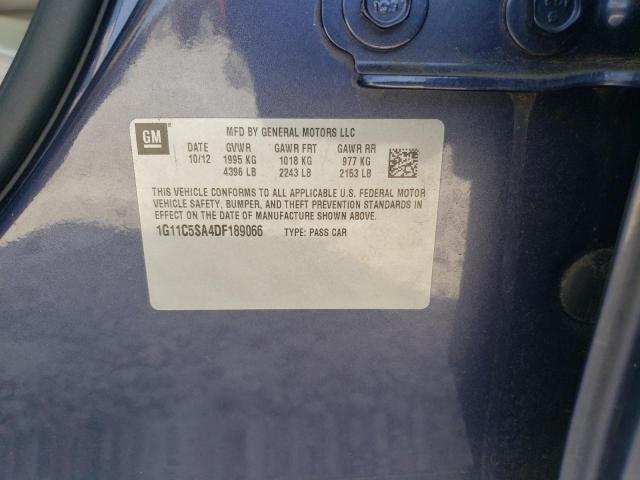 GM
MFD BY GENERAL MOTORS LLC
DATE GVWR GAWR FRT GAWR RR
10/12 1995 KG 1018 KG 977 KG
4396 LB 2243 LB 2153 LB
THIS VEHICLE CONFORMS TO ALL APPLICABLE U.S. FEDERAL MOTOR
VEHICLE SAFETY, BUMPER, AND THEFT PREVENTION STANDARDS IN
EFFECT ON THE DATE OF MANUFACTURE SHOWN ABOVE.
1G11C5SA4DF189066 TYPE: PASS CAR